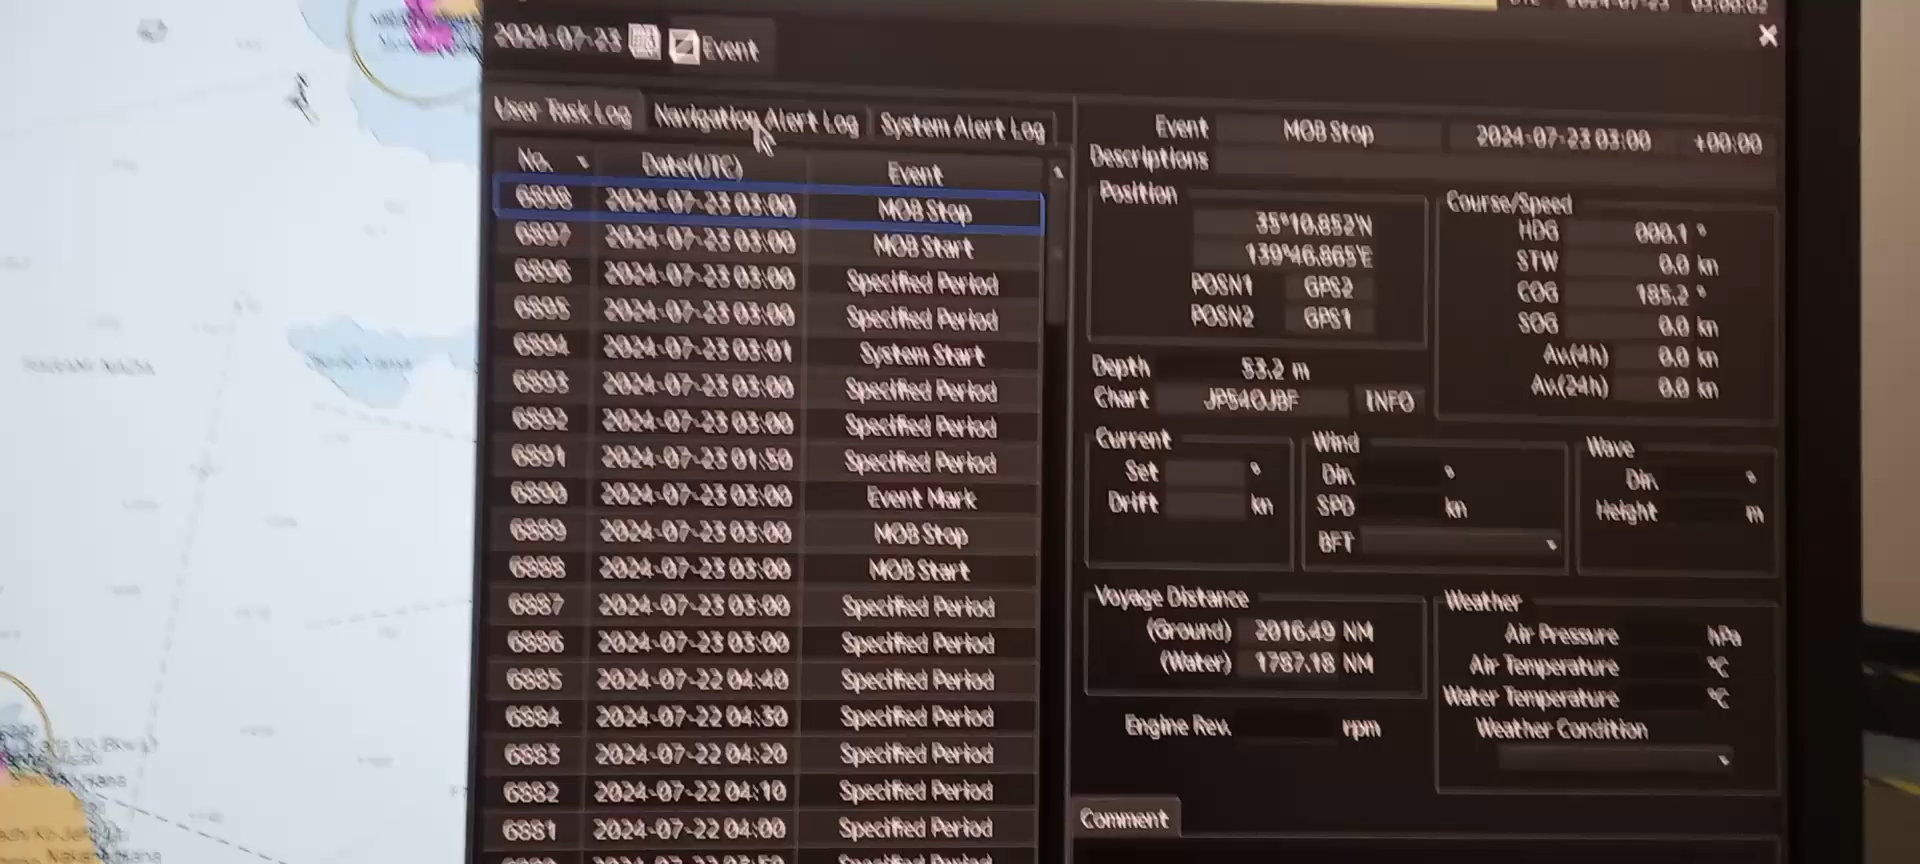 UTC 2024-07-23 03:00:02
2024-07-23 Event
User Task Log Navigation Alert Log System Alert Log
No. Date(UTC) Event
6898 2024-07-23 03:00 MOB Stop
6897 2024-07-23 03:00 MOB Start
6896 2024-07-23 03:00 Specified Period
6895 2024-07-23 03:00 Specified Period
6894 2024-07-23 03:01 System Start
6893 2024-07-23 03:00 Specified Period
6892 2024-07-23 03:00 Specified Period
6891 2024-07-23 01:50 Specified Period
6890 2024-07-23 03:00 Event Mark
6889 2024-07-23 03:00 MOB Stop
6888 2024-07-23 03:00 MOB Start
6887 2024-07-23 03:00 Specified Period
6886 2024-07-23 03:00 Specified Period
6885 2024-07-22 04:40 Specified Period
6884 2024-07-22 04:30 Specified Period
6883 2024-07-22 04:20 Specified Period
6882 2024-07-22 04:10 Specified Period
6881 2024-07-22 04:00 Specified Period
Event MOB Stop 2024-07-23 03:00 +00:00
Descriptions
Position
35°10.852'N
139°46.865'E
POSN1 GPS2
POSN2 GPS1
Course/Speed
HDG 000.1 °
STW 0.0 kn
COG 185.2 °
SOG 0.0 kn
Av(4h) 0.0 kn
Av(24h) 0.0 kn
Depth 53.2 m
Chart JP54OJBF INFO
Current
Set °
Drift kn
Wind
Dir. °
SPD kn
BFT
Wave
Dir. °
Height m
Voyage Distance
(Ground) 2016.49 NM
(Water) 1787.18 NM
Engine Rev. rpm
Weather
Air Pressure hPa
Air Temperature °C
Water Temperature °C
Weather Condition
Comment